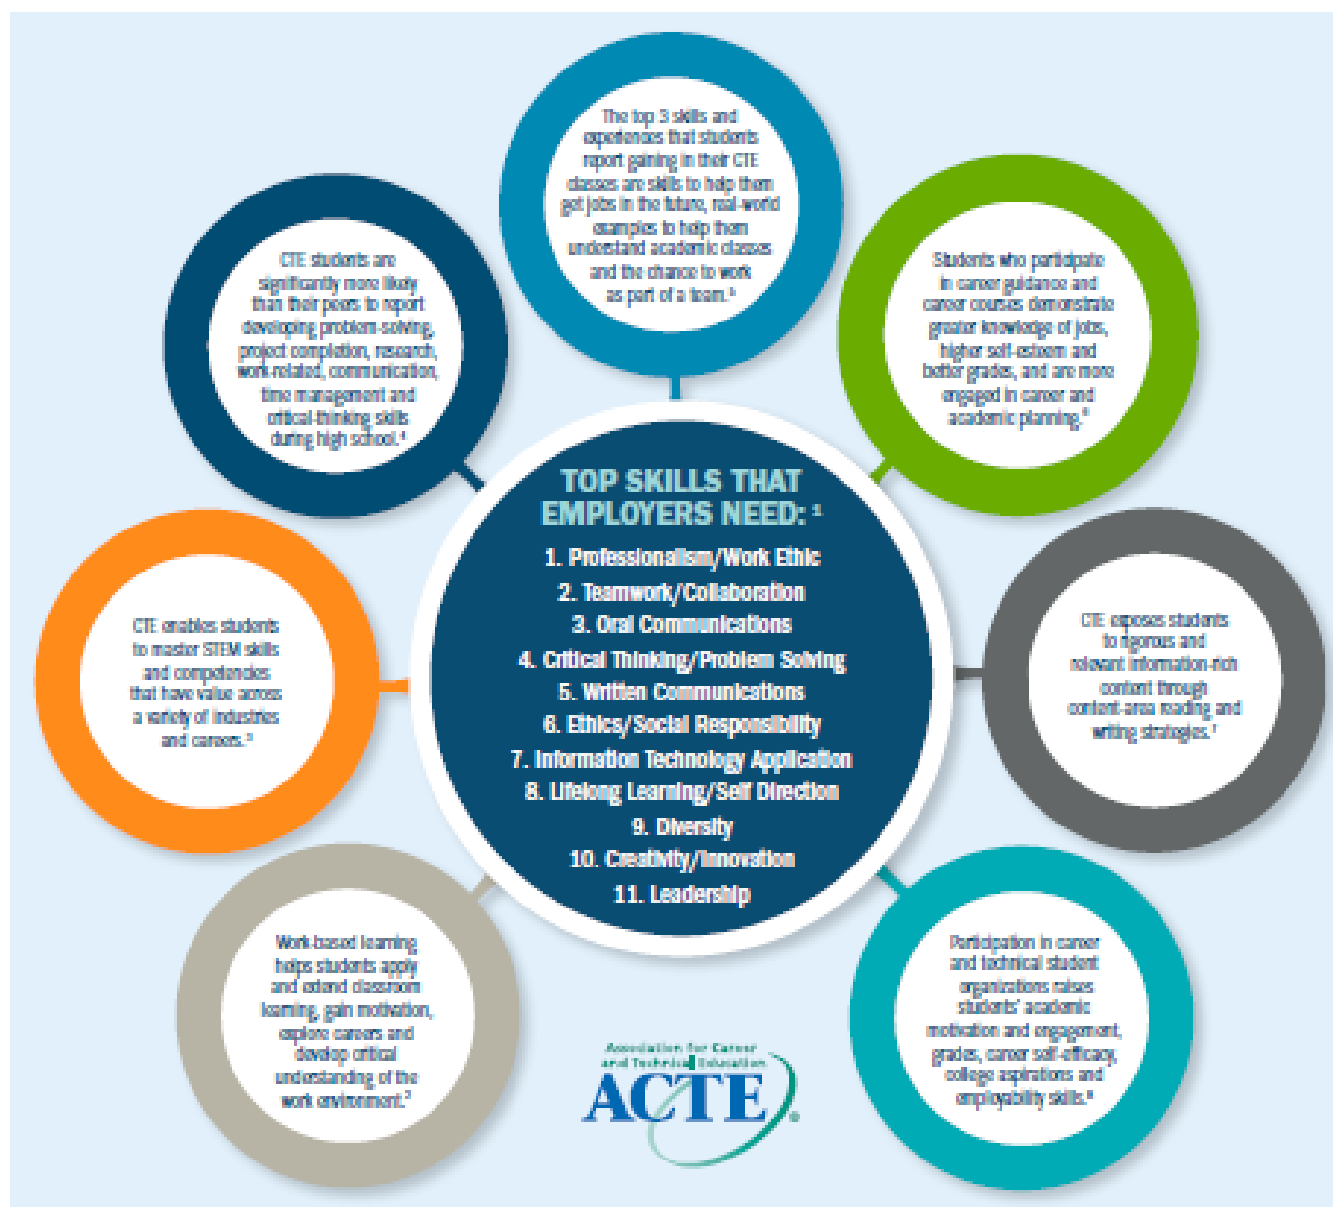 The top 3 skills and
experiences that students
report gaining in their CTE
classes are skills to help them
get jobs in the future, real-world
examples to help them
understand academic classes
and the chance to work
as part of a team.⁵
CTE students are
significantly more likely
than their peers to report
developing problem-solving,
project completion, research,
work-related, communication,
time management and
critical-thinking skills
during high school.⁴
Students who participate
in career guidance and
career courses demonstrate
greater knowledge of jobs,
higher self-esteem and
better grades, and are more
engaged in career and
academic planning.⁶
TOP SKILLS THAT
EMPLOYERS NEED: ¹
1. Professionalism/Work Ethic
2. Teamwork/Collaboration
3. Oral Communications
4. Critical Thinking/Problem Solving
5. Written Communications
6. Ethics/Social Responsibility
7. Information Technology Application
8. Lifelong Learning/Self Direction
9. Diversity
10. Creativity/Innovation
11. Leadership
CTE enables students
to master STEM skills
and competencies
that have value across
a variety of industries
and careers.³
CTE exposes students
to rigorous and
relevant information-rich
content through
content-area reading and
writing strategies.⁷
Work-based learning
helps students apply
and extend classroom
learning, gain motivation,
explore careers and
develop critical
understanding of the
work environment.²
Participation in career
and technical student
organizations raises
students' academic
motivation and engagement,
grades, career self-efficacy,
college aspirations and
employability skills.⁸
Association for Career
and Technical Education
ACTE®